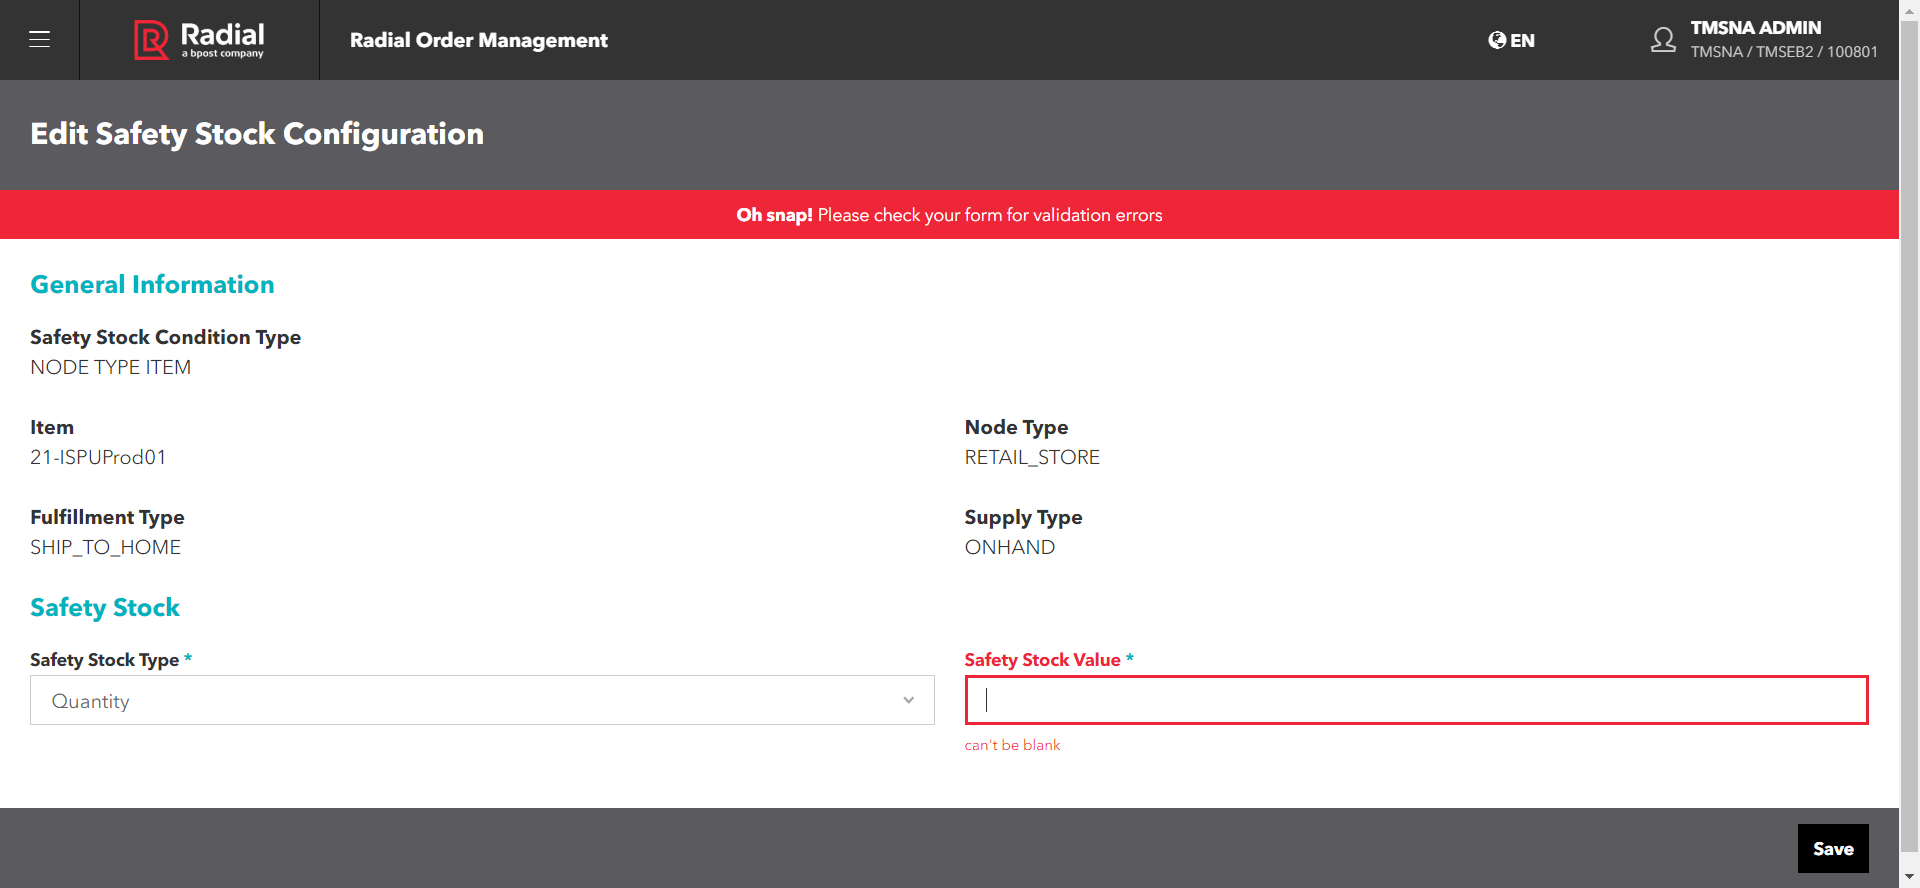 Radial
a bpost company
Radial Order Management
EN
TMSNA ADMIN
TMSNA / TMSEB2 / 100801
Edit Safety Stock Configuration
Oh snap! Please check your form for validation errors
General Information
Safety Stock Condition Type
NODE TYPE ITEM
Item
21-ISPUProd01
Node Type
RETAIL_STORE
Fulfillment Type
SHIP_TO_HOME
Supply Type
ONHAND
Safety Stock
Safety Stock Type *
Quantity
Safety Stock Value *
can't be blank
Save